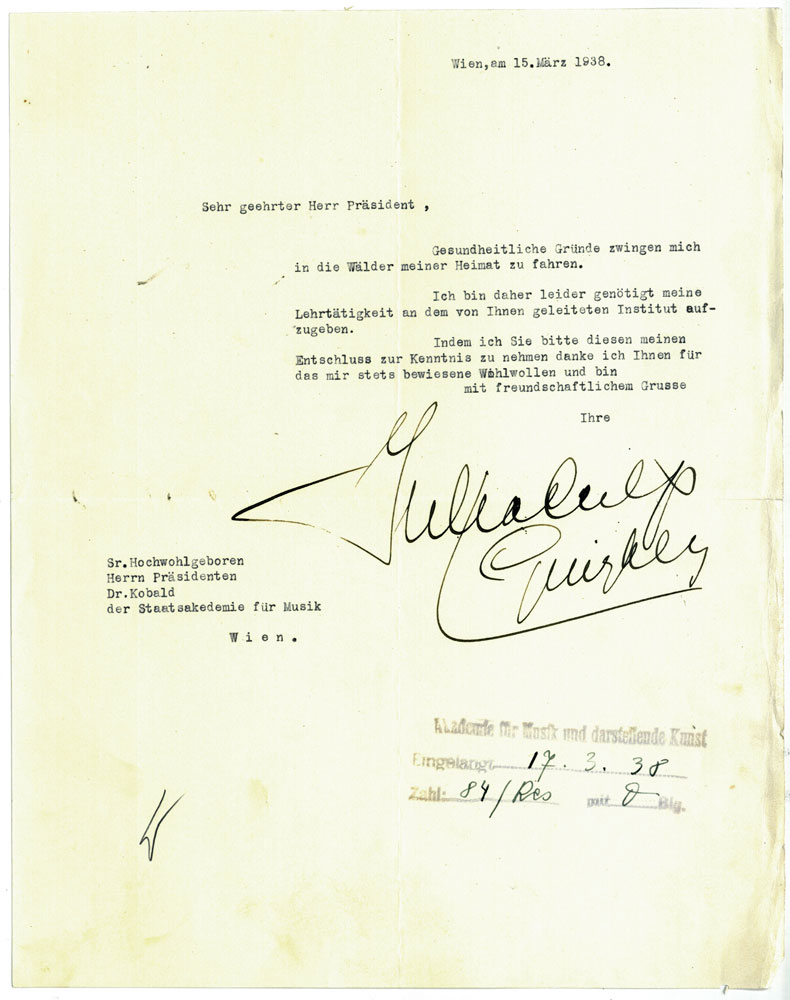 Wien,am 15.März 1938.
Sehr geehrter Herr Präsident ,
Gesundheitliche Gründe zwingen mich
in die Wälder meiner Heimat zu fahren.
Ich bin daher leider genötigt meine
Lehrtätigkeit an dem von Ihnen geleiteten Institut auf-
zugeben.
Indem ich Sie bitte diesen meinen
Entschluss zur Kenntnis zu nehmen danke ich Ihnen für
das mir stets bewiesene Wohlwollen und bin
mit freundschaftlichem Grusse
Ihre
Julia Culp
Ginzkey
Sr.Hochwohlgeboren
Herrn Präsidenten
Dr.Kobald
der Staatsakedemie für Musik
W i e n .
Akademie für Musik und darstellende Kunst
Eingelangt 17. 3. 38
Zahl: 84/Res mit 0 Blg.